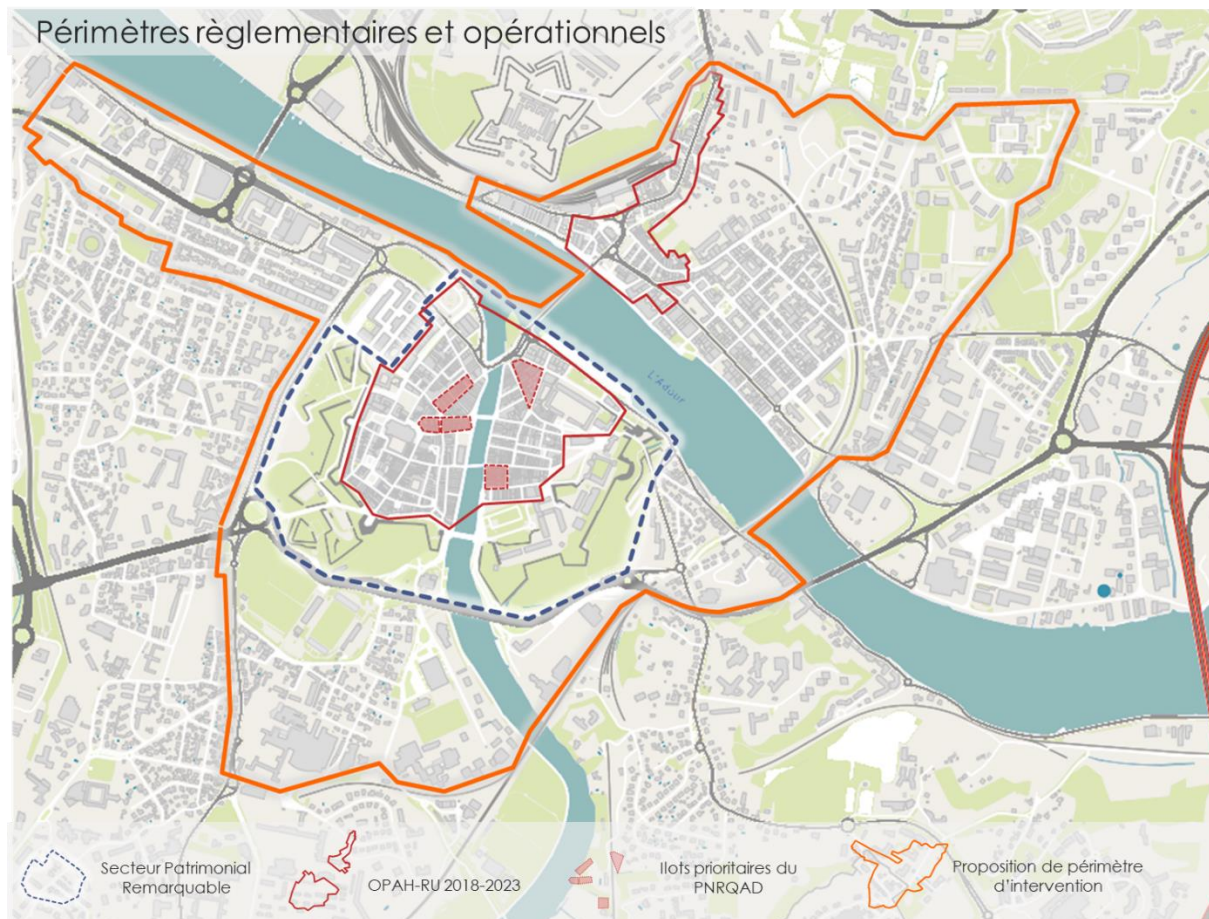 Périmètres règlementaires et opérationnels
L'Adour
Secteur Patrimonial
Remarquable
OPAH-RU 2018-2023
Ilots prioritaires du
PNRQAD
Proposition de périmètre
d'intervention